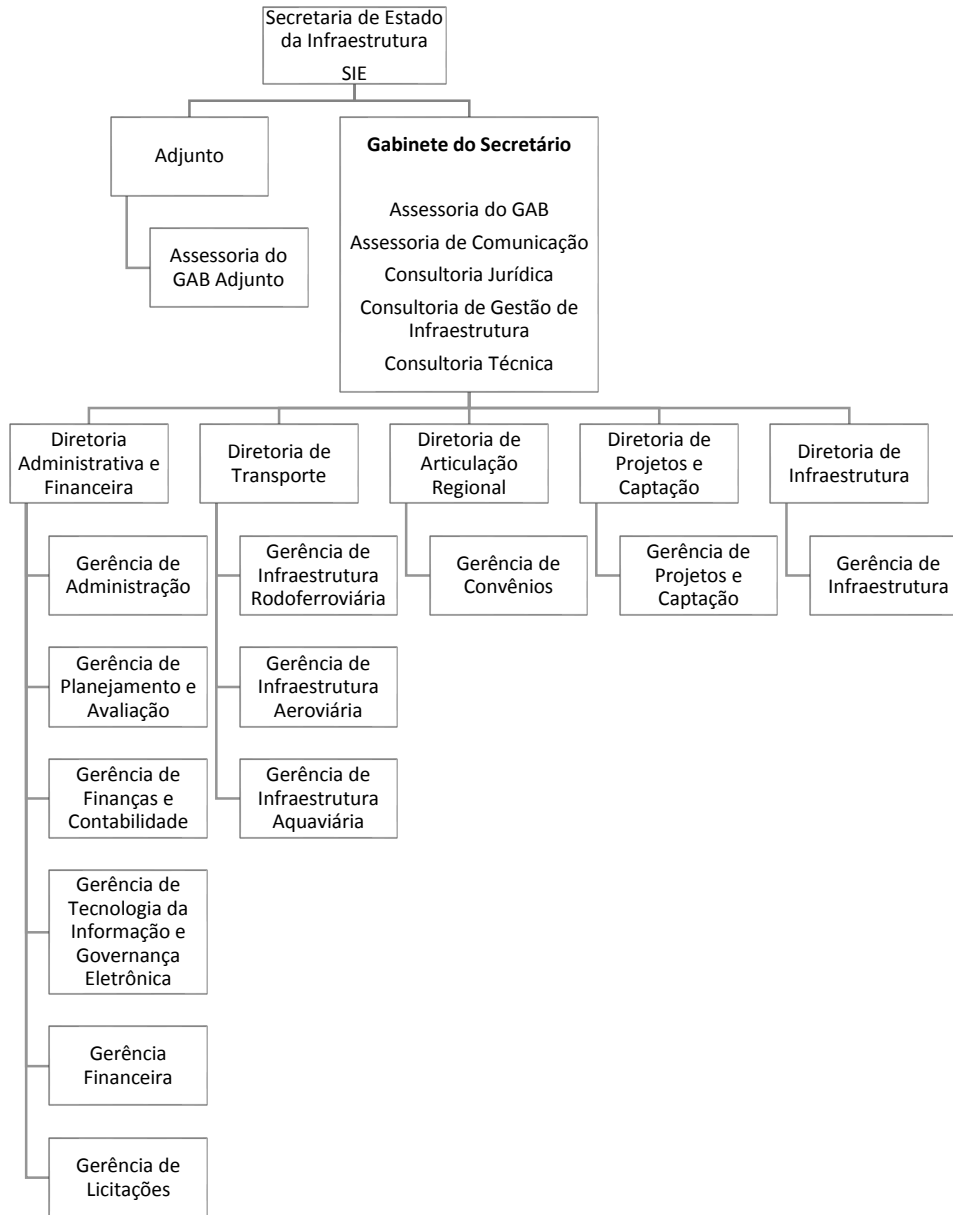 Secretaria de Estado
da Infraestrutura
SIE
Adjunto
Assessoria do
GAB Adjunto
Gabinete do Secretário
Assessoria do GAB
Assessoria de Comunicação
Consultoria Jurídica
Consultoria de Gestão de
Infraestrutura
Consultoria Técnica
Diretoria
Administrativa e
Financeira
Gerência de
Administração
Gerência de
Planejamento e
Avaliação
Gerência de
Finanças e
Contabilidade
Gerência de
Tecnologia da
Informação e
Governança
Eletrônica
Gerência
Financeira
Gerência de
Licitações
Diretoria de
Transporte
Gerência de
Infraestrutura
Rodoferroviária
Gerência de
Infraestrutura
Aeroviária
Gerência de
Infraestrutura
Aquaviária
Diretoria de
Articulação
Regional
Gerência de
Convênios
Diretoria de
Projetos e
Captação
Gerência de
Projetos e
Captação
Diretoria de
Infraestrutura
Gerência de
Infraestrutura